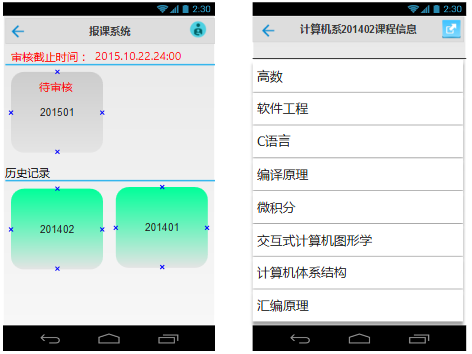 2:30
报课系统
审核截止时间： 2015.10.22.24:00
待审核
201501
历史记录
201402
201401
2:30
计算机系201402课程信息
高数
软件工程
C语言
编译原理
微积分
交互式计算机图形学
计算机体系结构
汇编原理